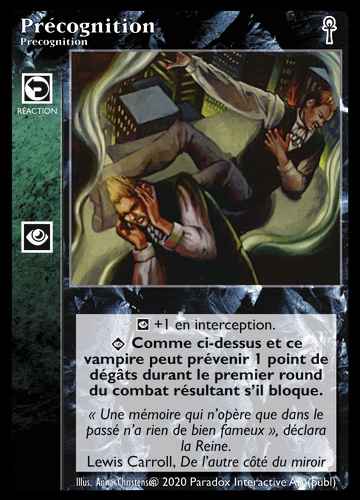 Précognition
Precognition
REACTION
+1 en interception.
Comme ci-dessus et ce
vampire peut prévenir 1 point de
dégâts durant le premier round
du combat résultant s'il bloque.
« Une mémoire qui n'opère que dans le
passé n'a rien de bien fameux », déclara
la Reine.
Lewis Carroll, De l'autre côté du miroir
Illus. © 2020 Paradox Interactive (publ)